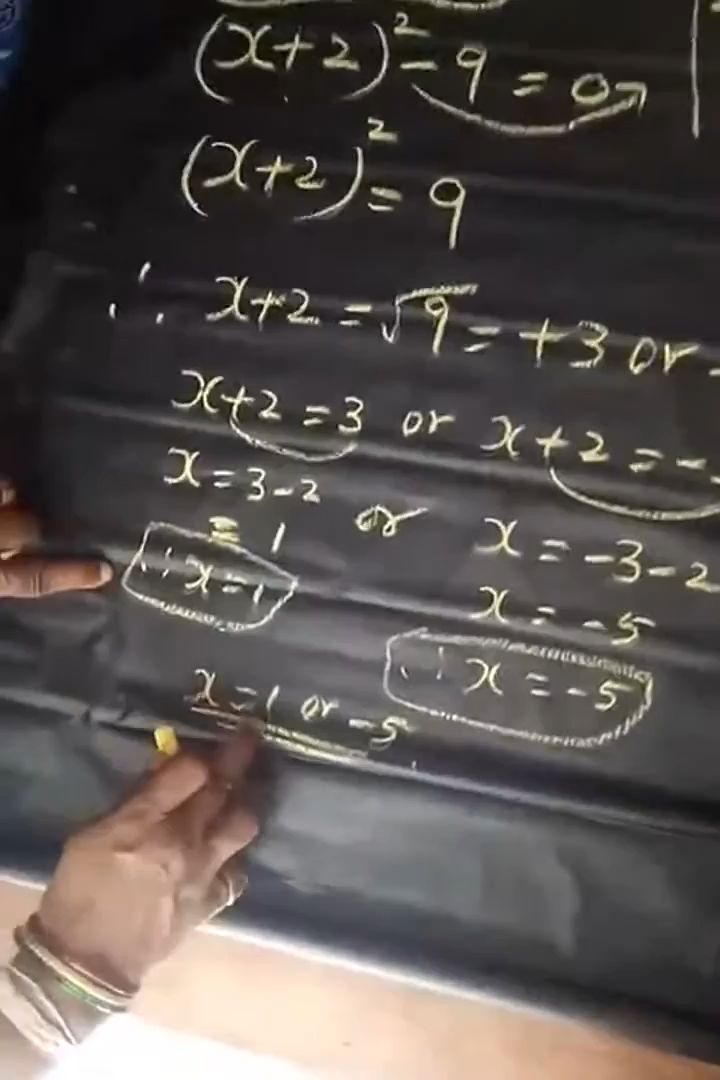 (x+2)² - 9 = 0
(x+2)² = 9
∴ x+2 = √9 = +3 or -
x+2 = 3 or x+2 = -
x = 3-2 or x = -3-2
= 1 x = -5
∴ x = 1 ∴ x = -5
x = 1 or -5